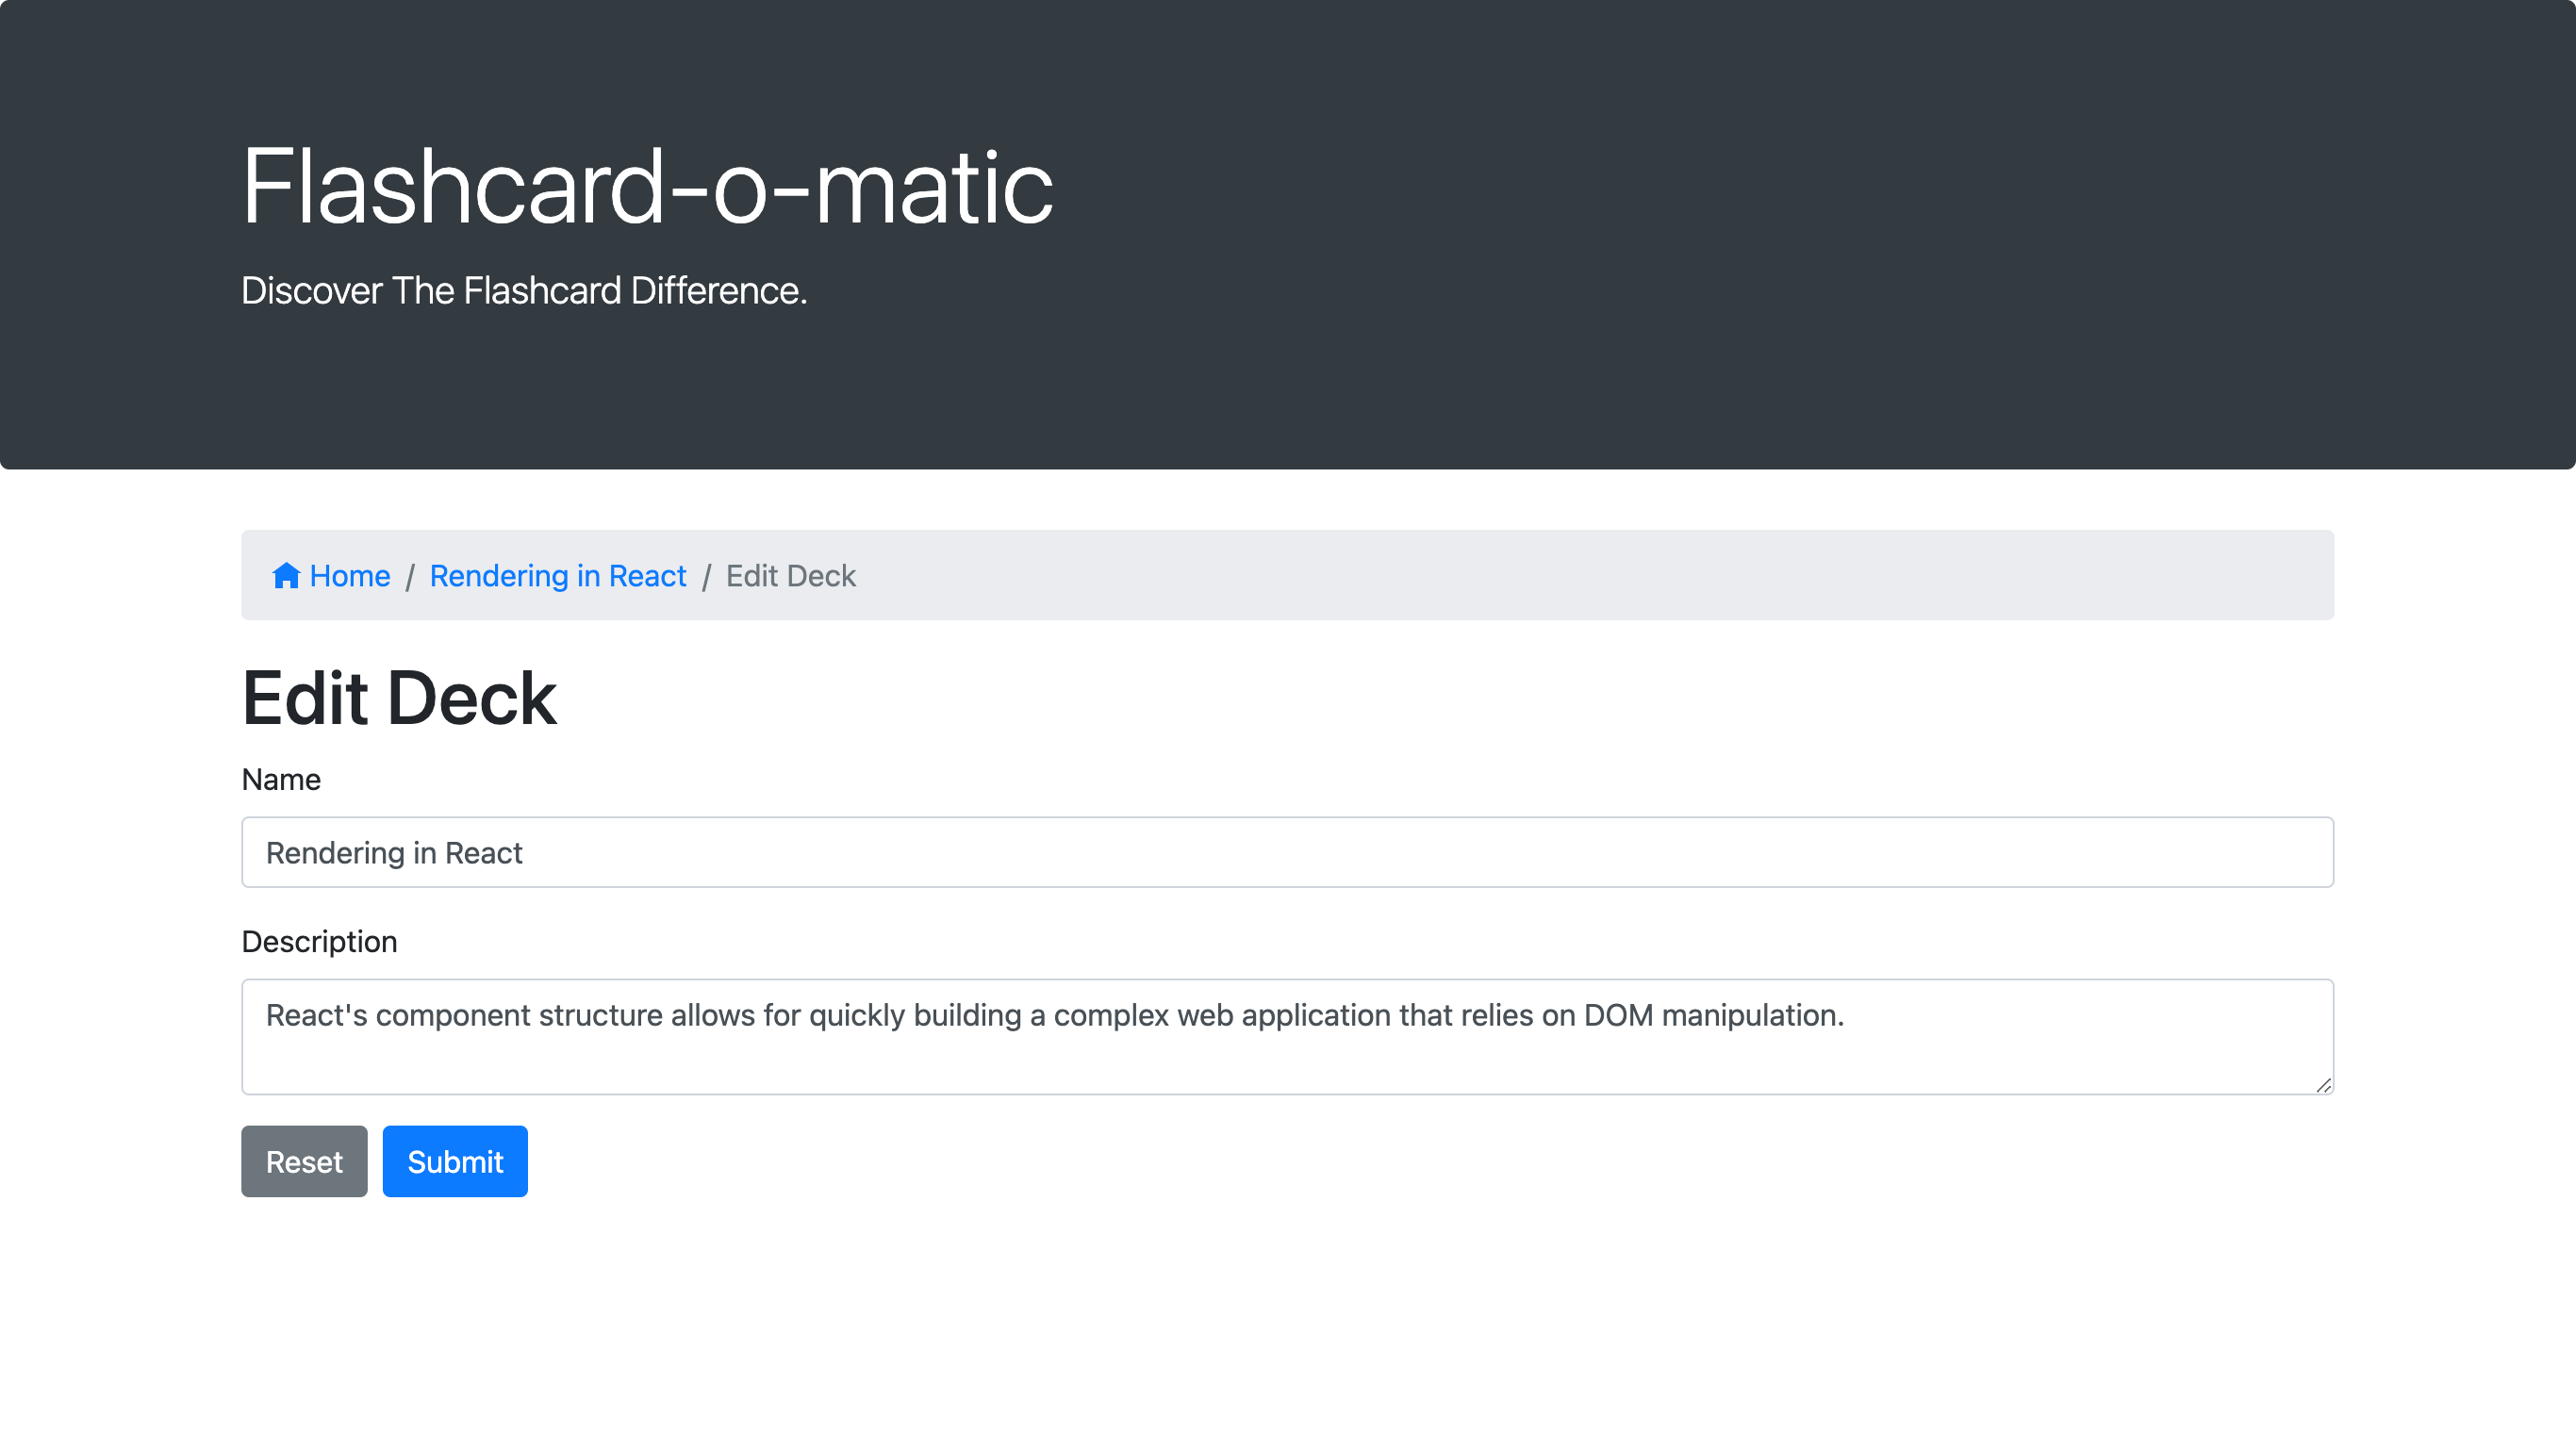 Flashcard-o-matic
Discover The Flashcard Difference.
Home / Rendering in React / Edit Deck
Edit Deck
Name
Rendering in React
Description
React's component structure allows for quickly building a complex web application that relies on DOM manipulation.
Reset Submit